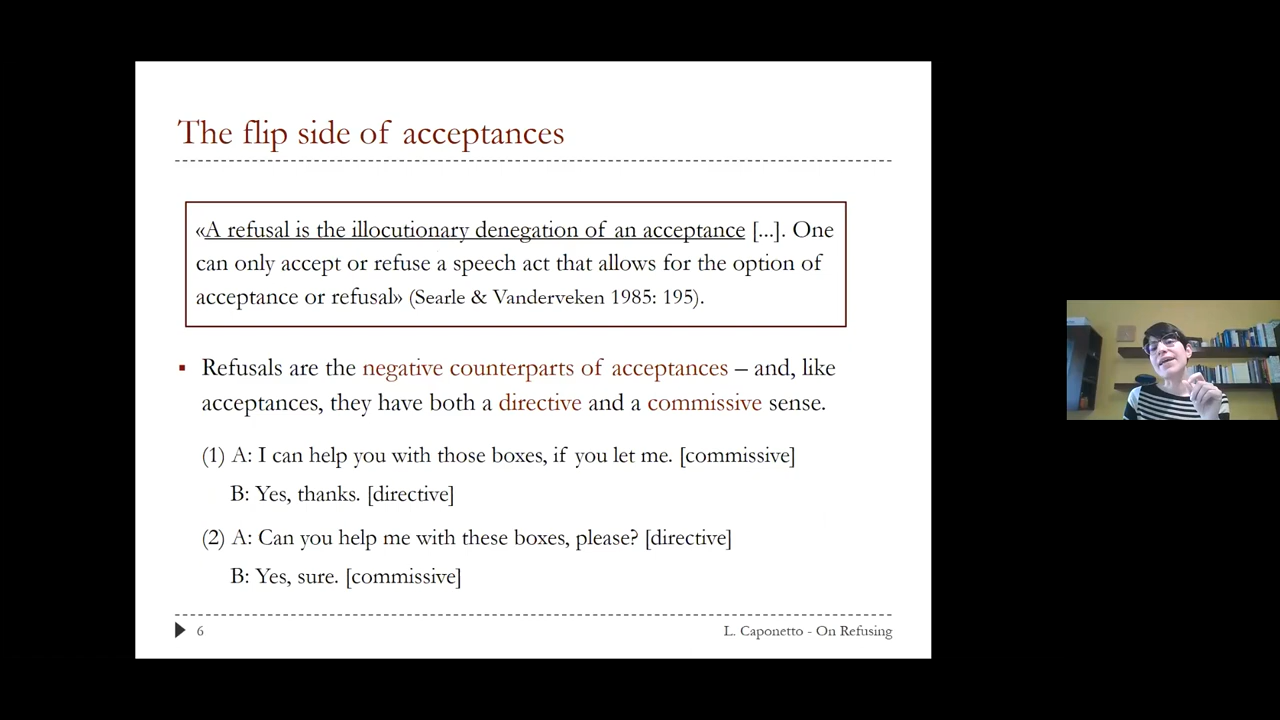 The flip side of acceptances
«A refusal is the illocutionary denegation of an acceptance [...]. One
can only accept or refuse a speech act that allows for the option of
acceptance or refusal» (Searle & Vanderveken 1985: 195).
▪ Refusals are the negative counterparts of acceptances – and, like
acceptances, they have both a directive and a commissive sense.
(1) A: I can help you with those boxes, if you let me. [commissive]
B: Yes, thanks. [directive]
(2) A: Can you help me with these boxes, please? [directive]
B: Yes, sure. [commissive]
6
L. Caponetto - On Refusing